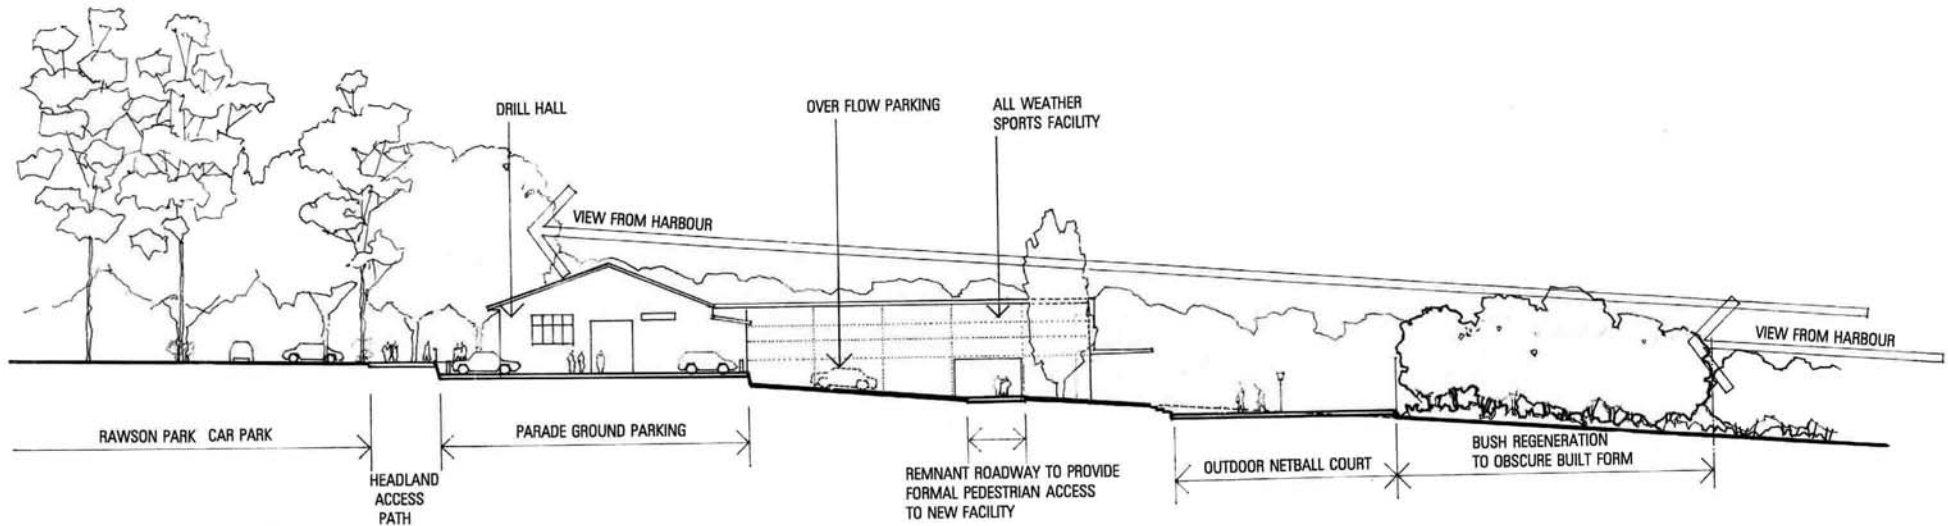 DRILL HALL
OVER FLOW PARKING
ALL WEATHER
SPORTS FACILITY
VIEW FROM HARBOUR
VIEW FROM HARBOUR
RAWSON PARK CAR PARK
HEADLAND
ACCESS
PATH
PARADE GROUND PARKING
REMNANT ROADWAY TO PROVIDE
FORMAL PEDESTRIAN ACCESS
TO NEW FACILITY
OUTDOOR NETBALL COURT
BUSH REGENERATION
TO OBSCURE BUILT FORM